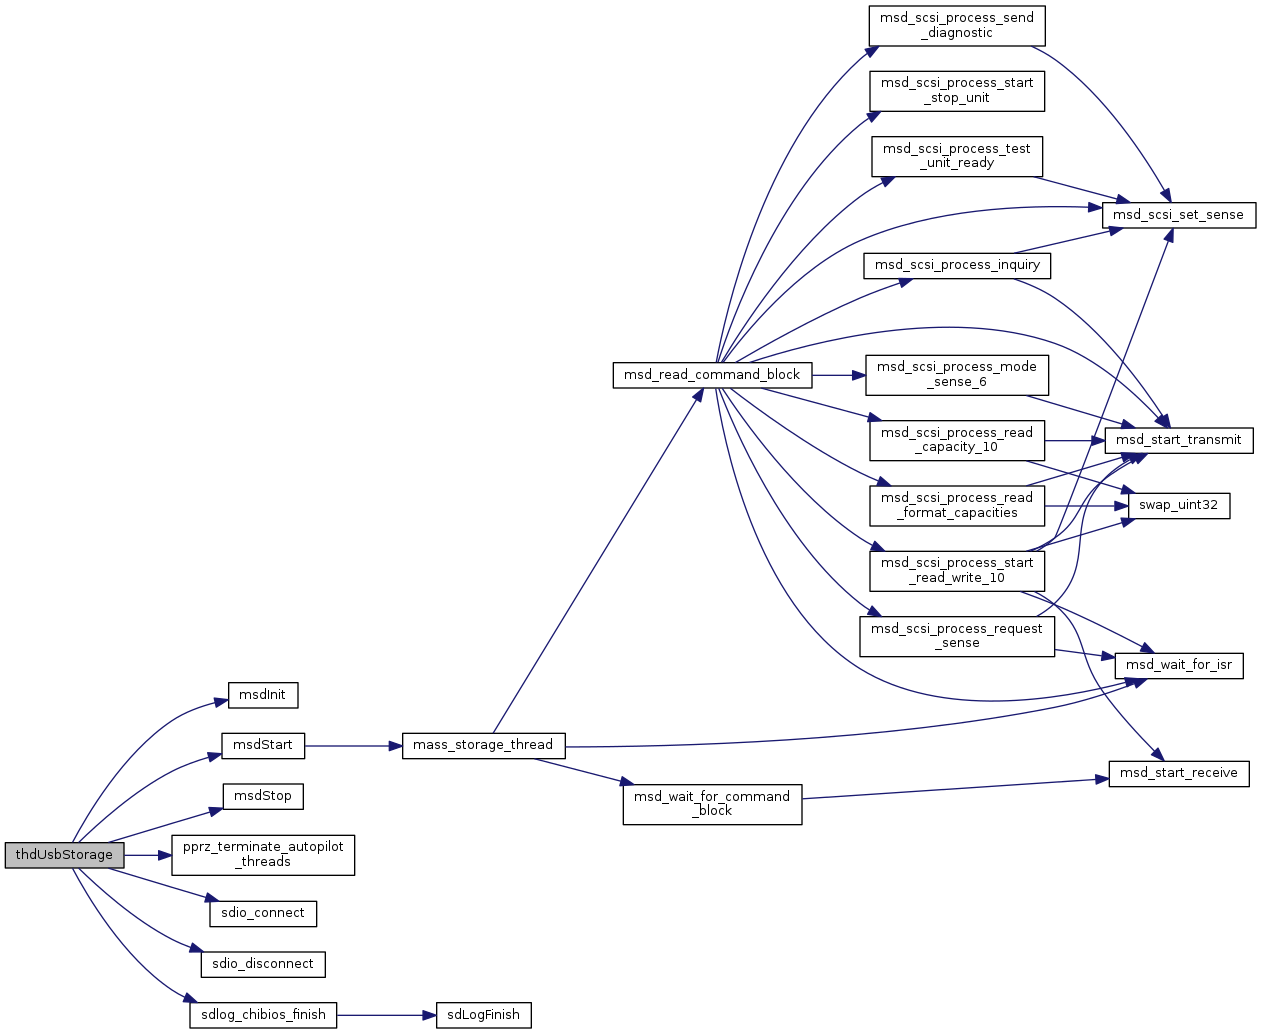 msd_scsi_process_send
_diagnostic
msd_scsi_process_start
_stop_unit
msd_scsi_process_test
_unit_ready
msd_scsi_set_sense
msd_scsi_process_inquiry
msd_read_command_block
msd_scsi_process_mode
_sense_6
msd_scsi_process_read
_capacity_10
msd_start_transmit
msd_scsi_process_read
_format_capacities
swap_uint32
msd_scsi_process_start
_read_write_10
msd_scsi_process_request
_sense
msd_wait_for_isr
msdInit
msdStart
mass_storage_thread
msd_start_receive
msdStop
msd_wait_for_command
_block
thdUsbStorage
pprz_terminate_autopilot
_threads
sdio_connect
sdio_disconnect
sdlog_chibios_finish
sdLogFinish